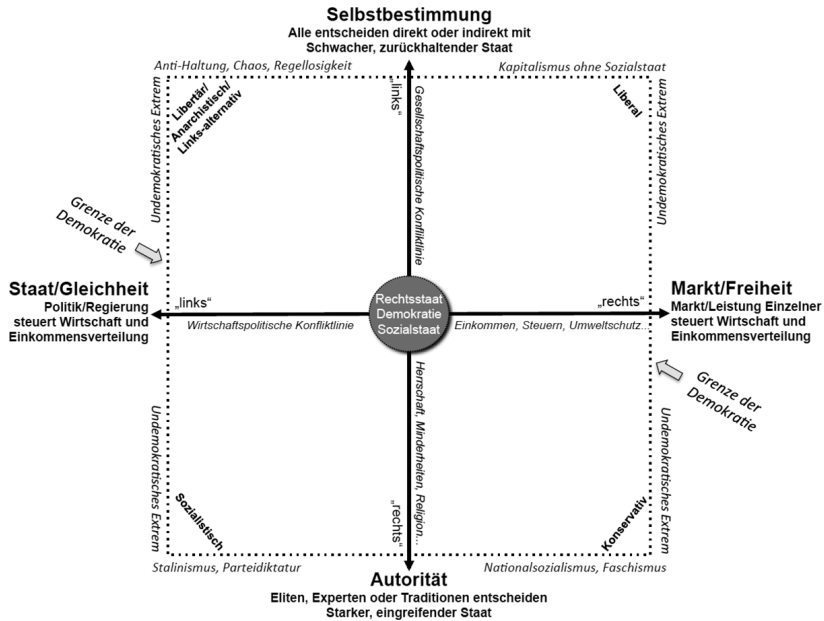 Selbstbestimmung
Alle entscheiden direkt oder indirekt mit
Schwacher, zurückhaltender Staat
Anti-Haltung, Chaos, Regellosigkeit
Kapitalismus ohne Sozialstaat
Undemokratisches Extrem
Libertär/
Anarchistisch/
Links-alternativ
„links“
Gesellschaftspolitische Konfliktlinie
Liberal
Undemokratisches Extrem
Grenze der
Demokratie
Staat/Gleichheit
Politik/Regierung
steuert Wirtschaft und
Einkommensverteilung
„links“
Wirtschaftspolitische Konfliktlinie
Rechtsstaat
Demokratie
Sozialstaat
„rechts“
Einkommen, Steuern, Umweltschutz...
Markt/Freiheit
Markt/Leistung Einzelner
steuert Wirtschaft und
Einkommensverteilung
Grenze der
Demokratie
Undemokratisches Extrem
Sozialistisch
Herrschaft, Minderheiten, Religion...
„rechts“
Konservativ
Undemokratisches Extrem
Stalinismus, Parteidiktatur
Nationalsozialismus, Faschismus
Autorität
Eliten, Experten oder Traditionen entscheiden
Starker, eingreifender Staat